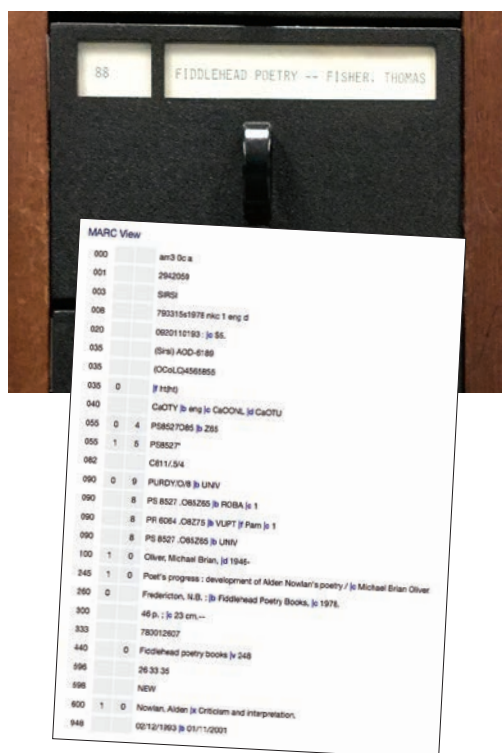 88
FIDDLEHEAD POETRY -- FISHER, THOMAS
MARC View
000 am3 0c a
001 2942059
003 SIRSI
008 793315s1978 nkc 1 eng d
020 0920110193 : |c $5.
035 (Sirsi) AOD-6189
035 (OCoLC)4565855
035 0
040 CaOTY |b eng |c CaOONL |d CaOTU
055 0 4 PS8527O85 |b Z65
055 1 5 PS8527*
082 C811/.5/4
090 0 9 PURDY/O/8 |b UNIV
090 8 PS 8527 .O85Z65 |b ROBA |c 1
090 8 PR 6064 .O8Z75 |b VUPT |f Pam |c 1
090 8 PS 8527 .O85Z65 |b UNIV
100 1 0 Oliver, Michael Brian, |d 1946-
245 1 0 Poet's progress : development of Alden Nowlan's poetry / |c Michael Brian Oliver
260 0 Fredericton, N.B. : |b Fiddlehead Poetry Books, |c 1978.
300 46 p. ; |c 23 cm.--
333 780012607
440 0 Fiddlehead poetry books |v 248
596 26 33 35
598 NEW
600 1 0 Nowlan, Alden |x Criticism and interpretation.
948 02/12/1993 |b 01/11/2001